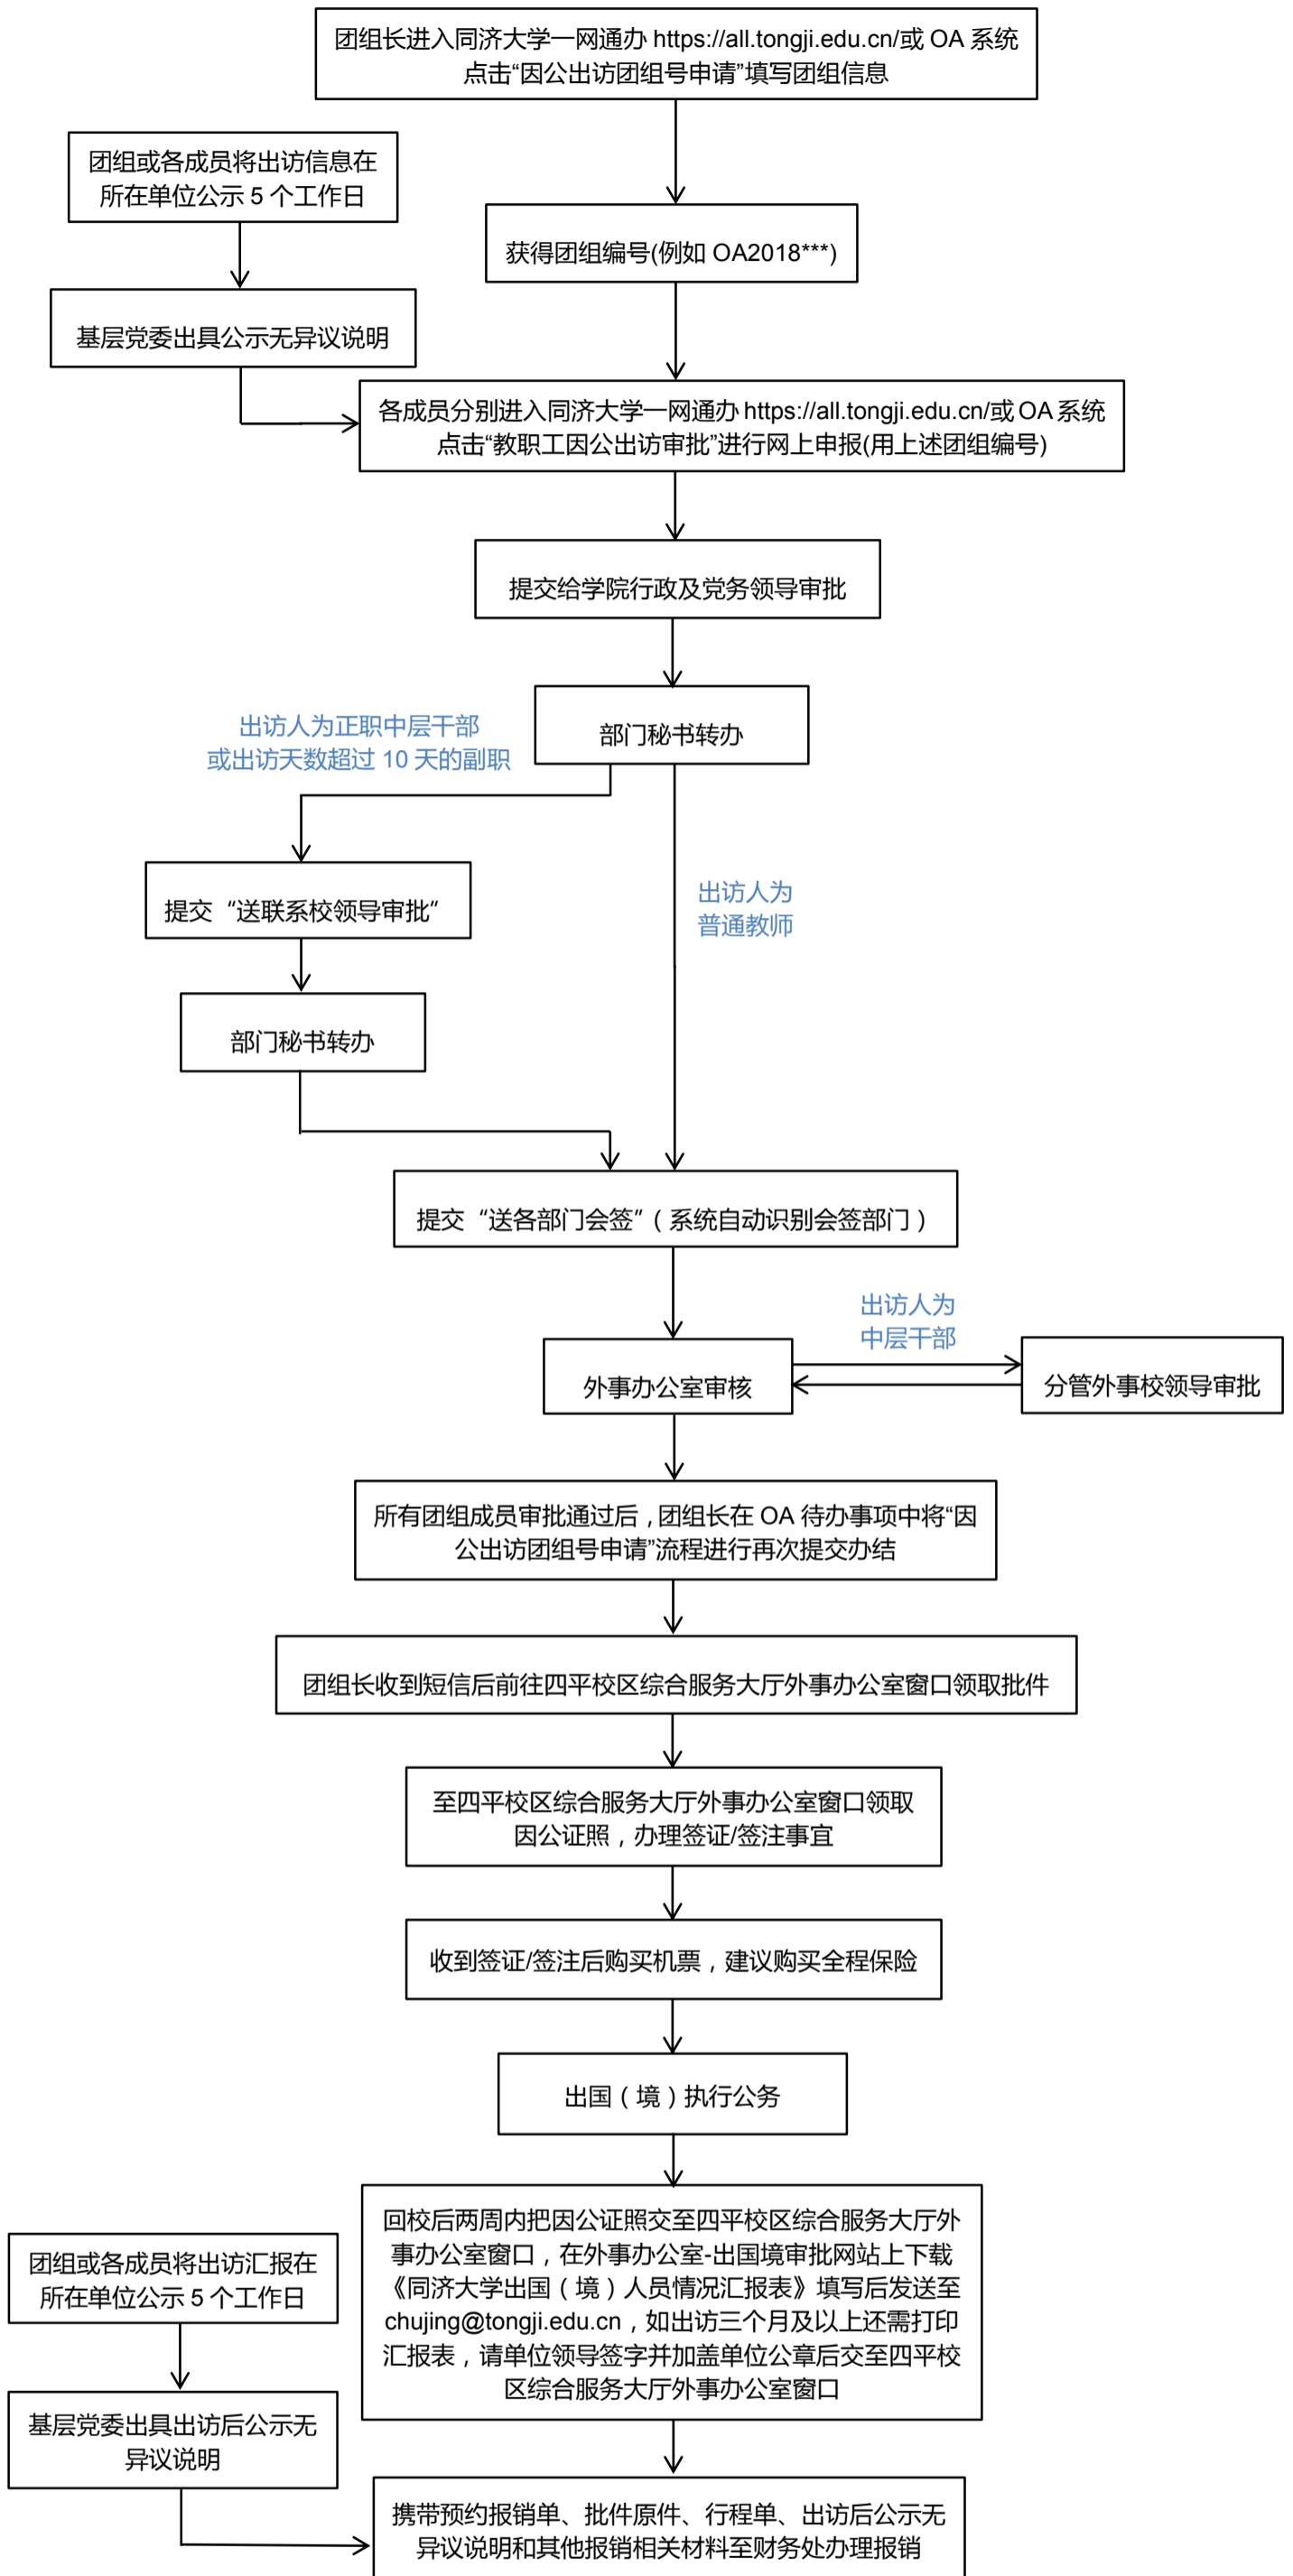 团组长进入同济大学一网通办 https://all.tongji.edu.cn/或 OA 系统
点击“因公出访团组号申请”填写团组信息
团组或各成员将出访信息在
所在单位公示 5 个工作日
获得团组编号(例如 OA2018***)
基层党委出具公示无异议说明
各成员分别进入同济大学一网通办 https://all.tongji.edu.cn/或 OA 系统
点击“教职工因公出访审批”进行网上申报(用上述团组编号)
提交给学院行政及党务领导审批
部门秘书转办
出访人为正职中层干部
或出访天数超过 10 天的副职
提交“送联系校领导审批”
出访人为
普通教师
部门秘书转办
提交“送各部门会签”（系统自动识别会签部门）
出访人为
中层干部
外事办公室审核
分管外事校领导审批
所有团组成员审批通过后，团组长在 OA 待办事项中将“因
公出访团组号申请”流程进行再次提交办结
团组长收到短信后前往四平校区综合服务大厅外事办公室窗口领取批件
至四平校区综合服务大厅外事办公室窗口领取
因公证照，办理签证/签注事宜
收到签证/签注后购买机票，建议购买全程保险
出国（境）执行公务
回校后两周内把因公证照交至四平校区综合服务大厅外
事办公室窗口，在外事办公室-出国境审批网站上下载
《同济大学出国（境）人员情况汇报表》填写后发送至
chujing@tongji.edu.cn，如出访三个月及以上还需打印
汇报表，请单位领导签字并加盖单位公章后交至四平校
区综合服务大厅外事办公室窗口
团组或各成员将出访汇报在
所在单位公示 5 个工作日
基层党委出具出访后公示无
异议说明
携带预约报销单、批件原件、行程单、出访后公示无
异议说明和其他报销相关材料至财务处办理报销